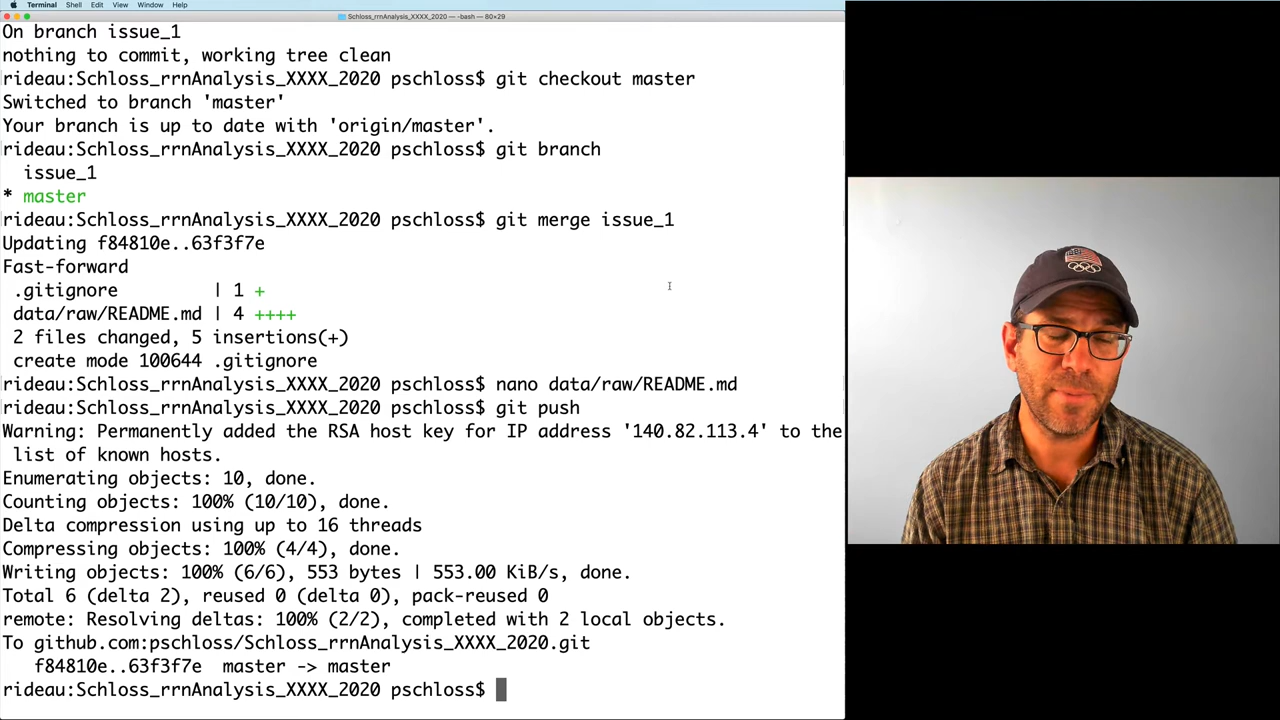 Terminal Shell Edit View Window Help
Schloss_rrnAnalysis_XXXX_2020 — -bash — 80×29
On branch issue_1
nothing to commit, working tree clean
rideau:Schloss_rrnAnalysis_XXXX_2020 pschloss$ git checkout master
Switched to branch 'master'
Your branch is up to date with 'origin/master'.
rideau:Schloss_rrnAnalysis_XXXX_2020 pschloss$ git branch
  issue_1
* master
rideau:Schloss_rrnAnalysis_XXXX_2020 pschloss$ git merge issue_1
Updating f84810e..63f3f7e
Fast-forward
 .gitignore         | 1 +
 data/raw/README.md | 4 ++++
 2 files changed, 5 insertions(+)
 create mode 100644 .gitignore
rideau:Schloss_rrnAnalysis_XXXX_2020 pschloss$ nano data/raw/README.md
rideau:Schloss_rrnAnalysis_XXXX_2020 pschloss$ git push
Warning: Permanently added the RSA host key for IP address '140.82.113.4' to the
 list of known hosts.
Enumerating objects: 10, done.
Counting objects: 100% (10/10), done.
Delta compression using up to 16 threads
Compressing objects: 100% (4/4), done.
Writing objects: 100% (6/6), 553 bytes | 553.00 KiB/s, done.
Total 6 (delta 2), reused 0 (delta 0), pack-reused 0
remote: Resolving deltas: 100% (2/2), completed with 2 local objects.
To github.com:pschloss/Schloss_rrnAnalysis_XXXX_2020.git
   f84810e..63f3f7e  master -> master
rideau:Schloss_rrnAnalysis_XXXX_2020 pschloss$